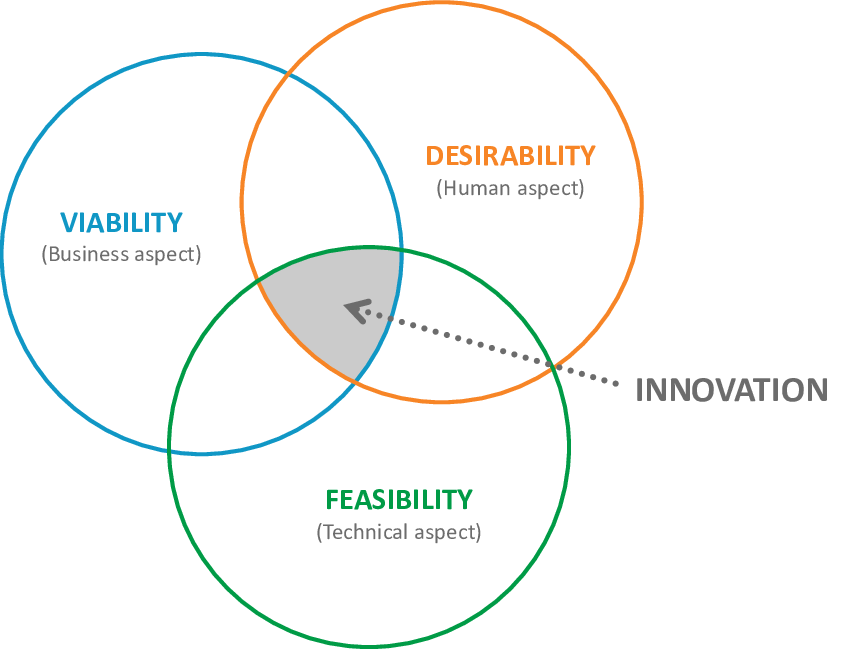 DESIRABILITY
(Human aspect)
VIABILITY
(Business aspect)
INNOVATION
FEASIBILITY
(Technical aspect)